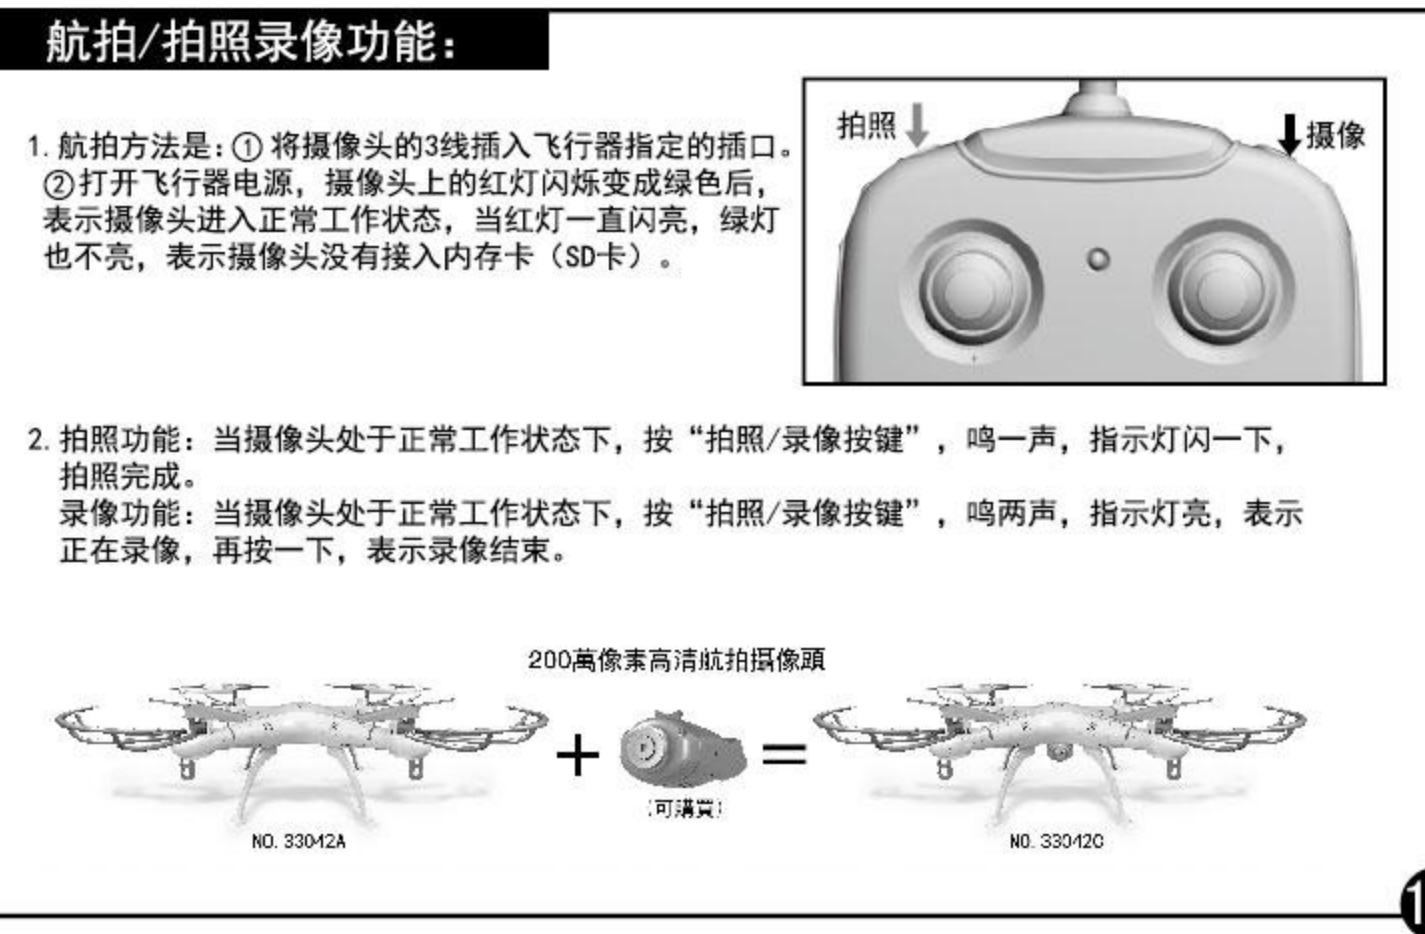 航拍/拍照录像功能：
拍照
摄像
1. 航拍方法是：① 将摄像头的3线插入飞行器指定的插口。
②打开飞行器电源，摄像头上的红灯闪烁变成绿色后，
表示摄像头进入正常工作状态，当红灯一直闪亮，绿灯
也不亮，表示摄像头没有接入内存卡（SD卡）。
2. 拍照功能：当摄像头处于正常工作状态下，按“拍照/录像按键”，鸣一声，指示灯闪一下，
拍照完成。
录像功能：当摄像头处于正常工作状态下，按“拍照/录像按键”，鸣两声，指示灯亮，表示
正在录像，再按一下，表示录像结束。
200萬像素高清航拍摄像頭
(可購買)
NO. 33042A
NO. 33042C